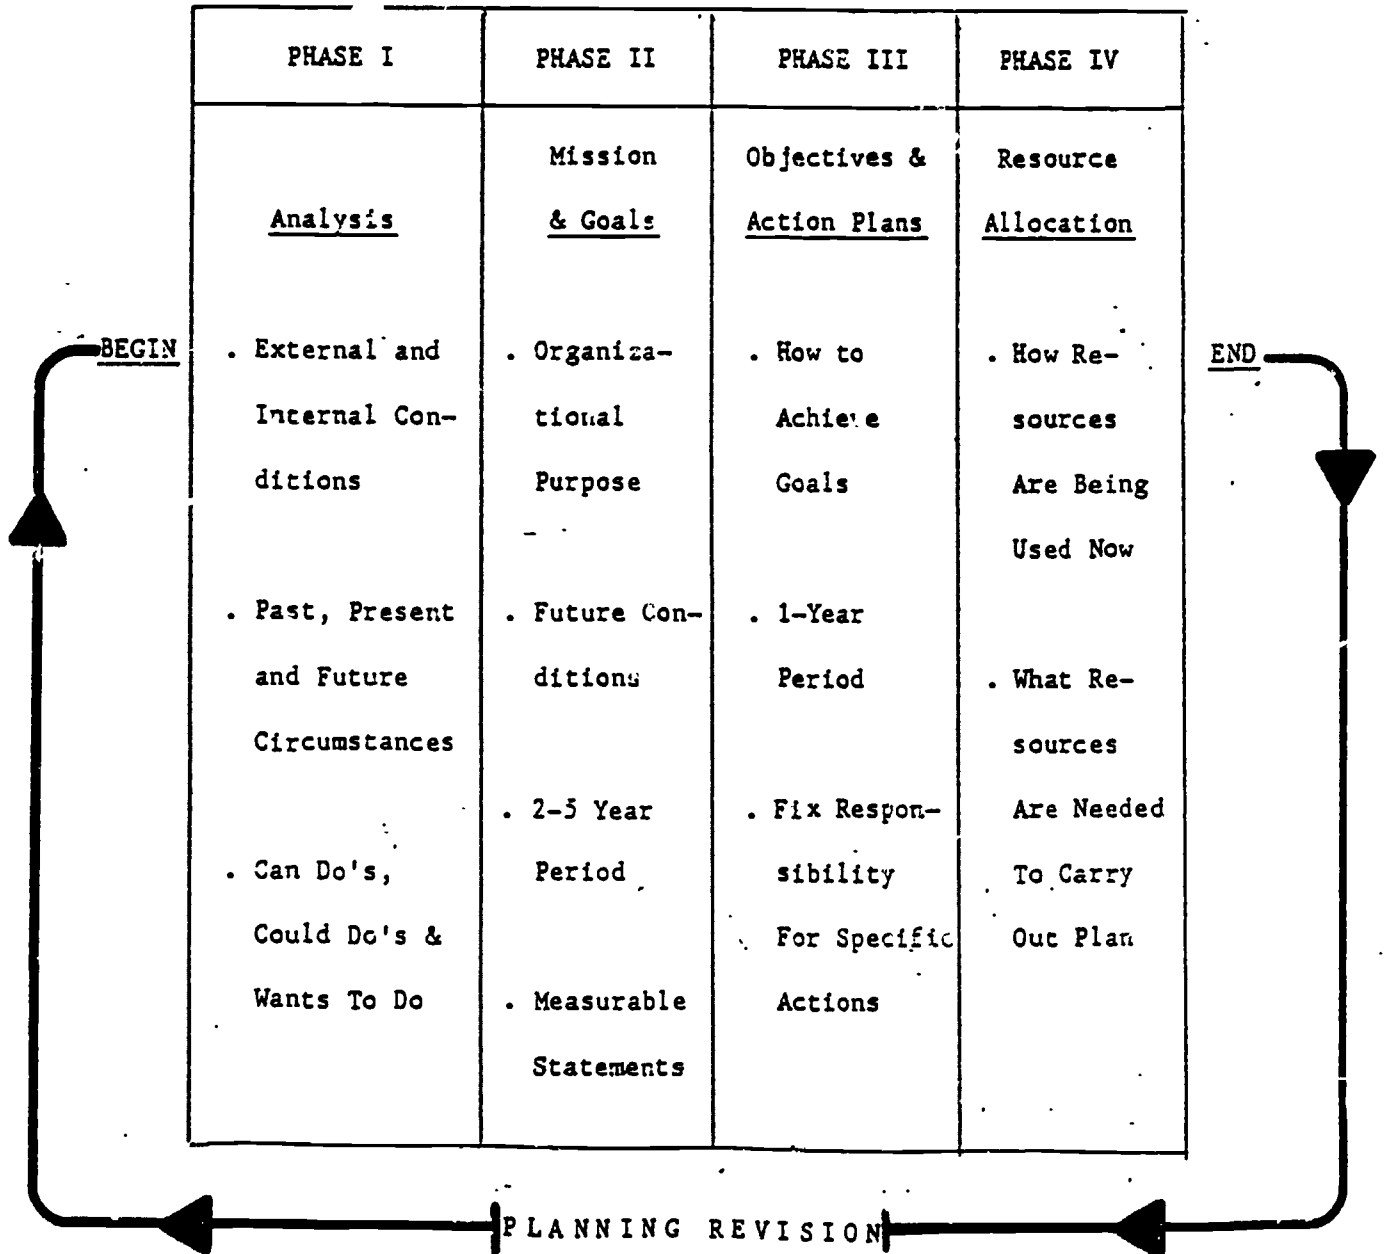 PHASE I
PHASE II
PHASE III
PHASE IV
Analysis
Mission
& Goals
Objectives &
Action Plans
Resource
Allocation
BEGIN
. External and
Internal Con-
ditions
. Past, Present
and Future
Circumstances
. Can Do's,
Could Do's &
Wants To Do
. Organiza-
tional
Purpose
. Future Con-
ditions
. 2-5 Year
Period
. Measurable
Statements
. How to
Achieve
Goals
. 1-Year
Period
. Fix Respon-
sibility
For Specific
Actions
. How Re-
sources
Are Being
Used Now
. What Re-
sources
Are Needed
To Carry
Out Plan
END
PLANNING REVISION